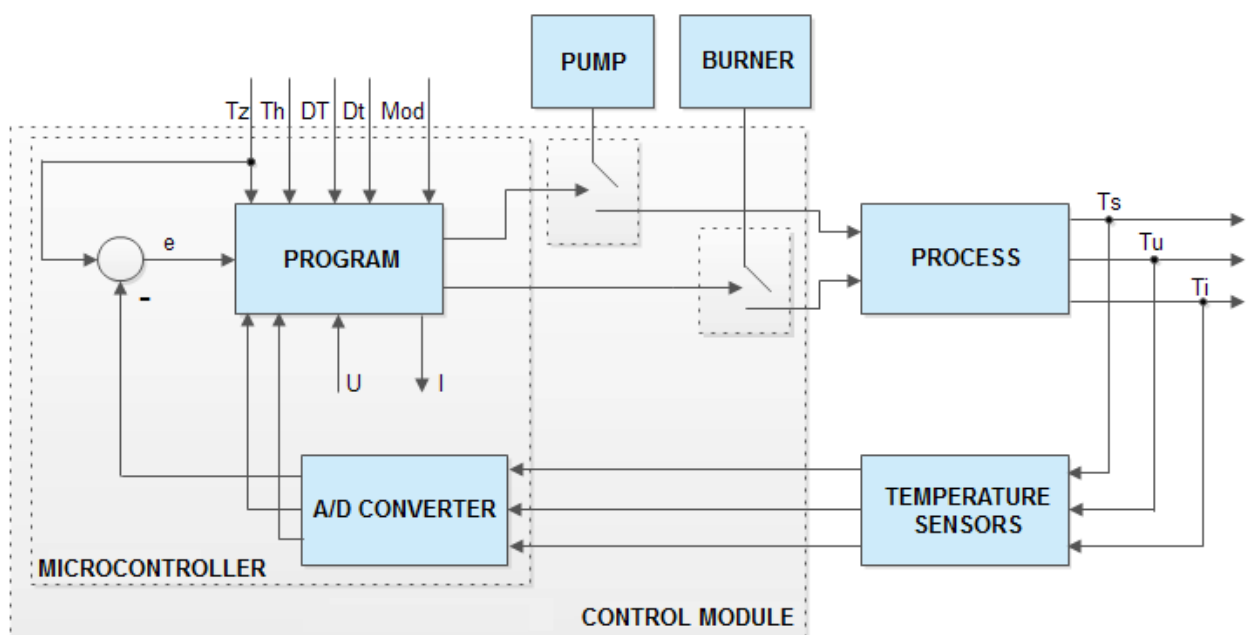 PUMP
BURNER
Tz Th DT Dt Mod
e
PROGRAM
PROCESS
Ts
Tu
Ti
-
U
I
A/D CONVERTER
TEMPERATURE
SENSORS
MICROCONTROLLER
CONTROL MODULE